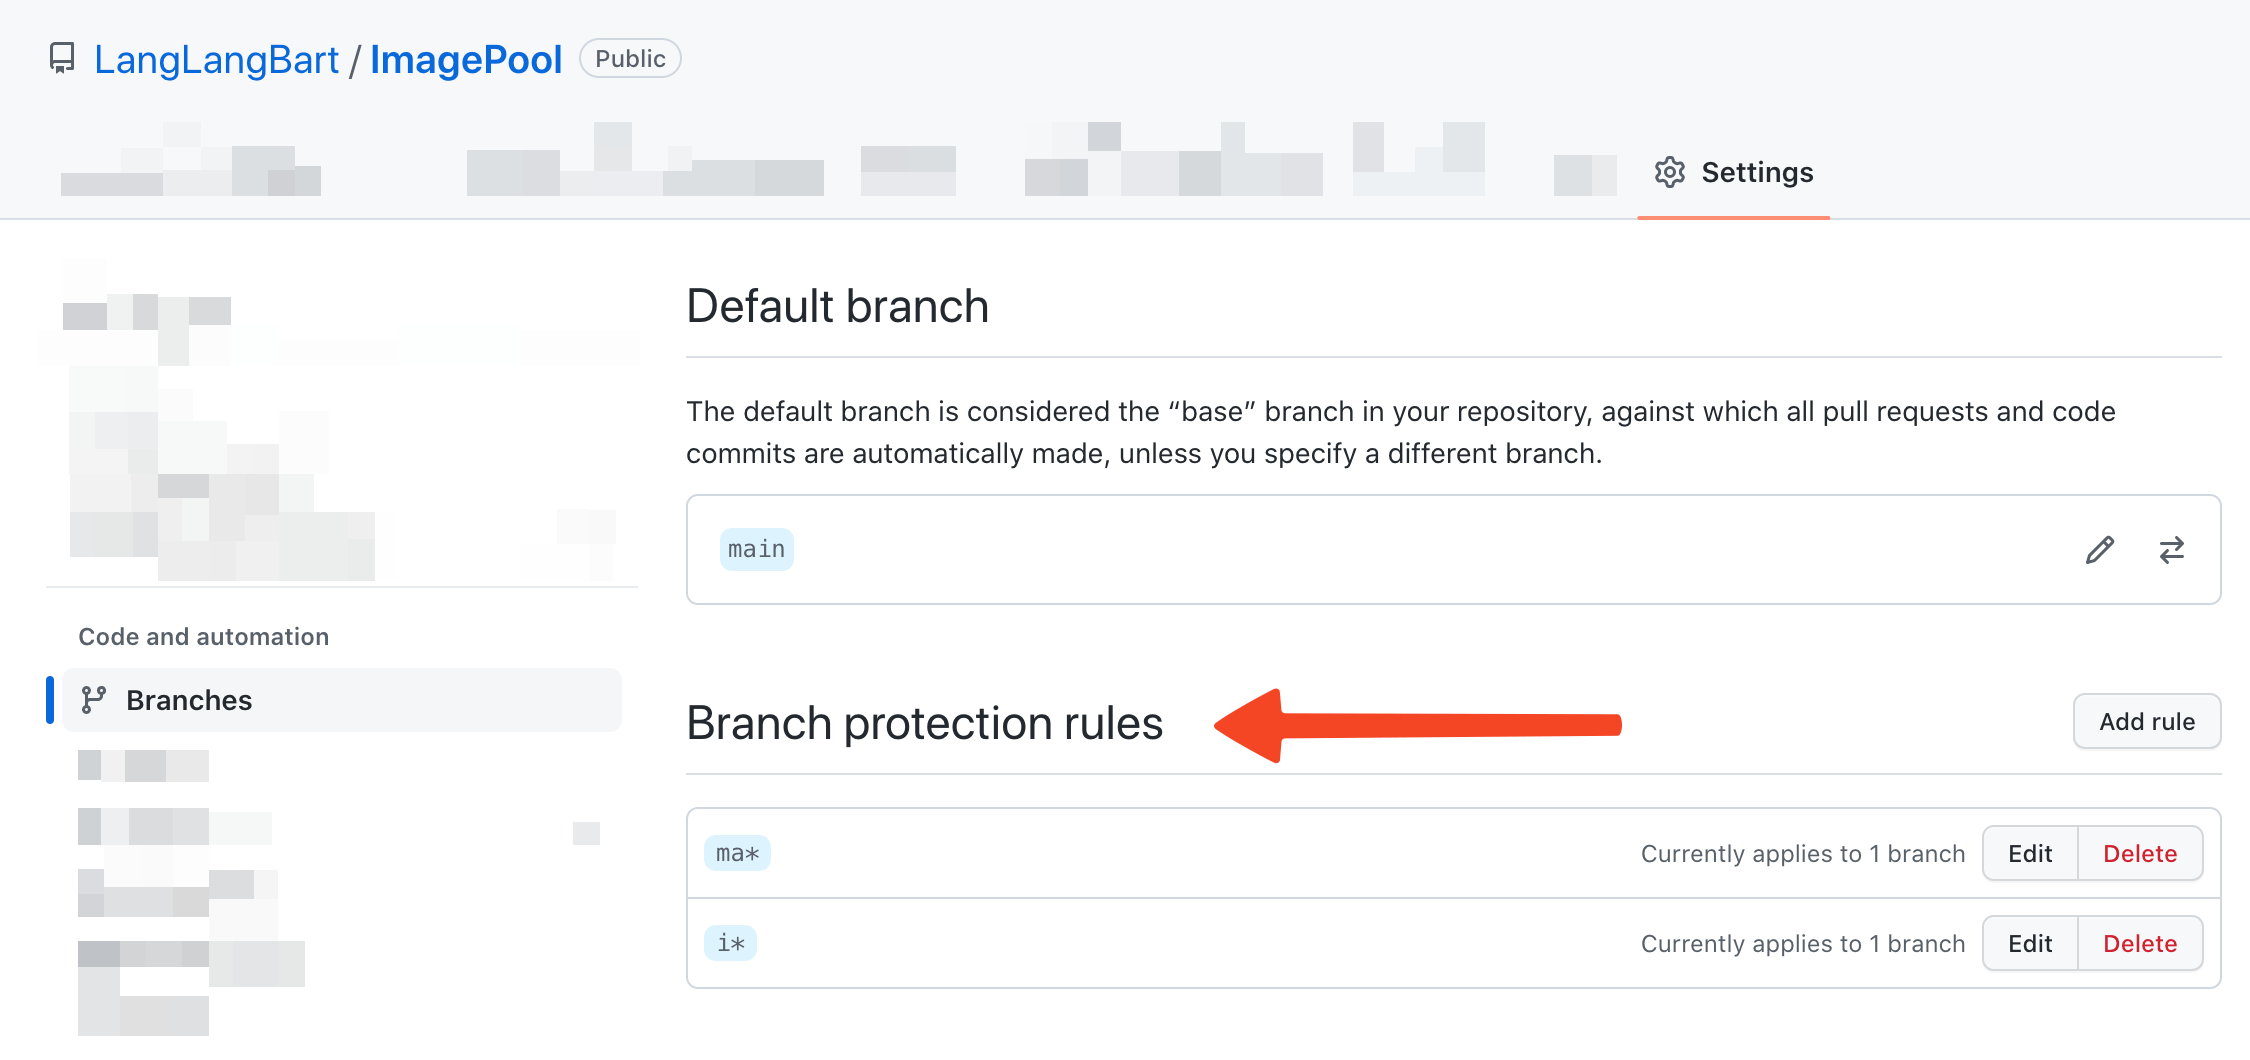 LangLangBart / ImagePool Public
Settings
Default branch
The default branch is considered the “base” branch in your repository, against which all pull requests and code
commits are automatically made, unless you specify a different branch.
main
Code and automation
Branches
Branch protection rules
Add rule
ma* Currently applies to 1 branch Edit Delete
i* Currently applies to 1 branch Edit Delete